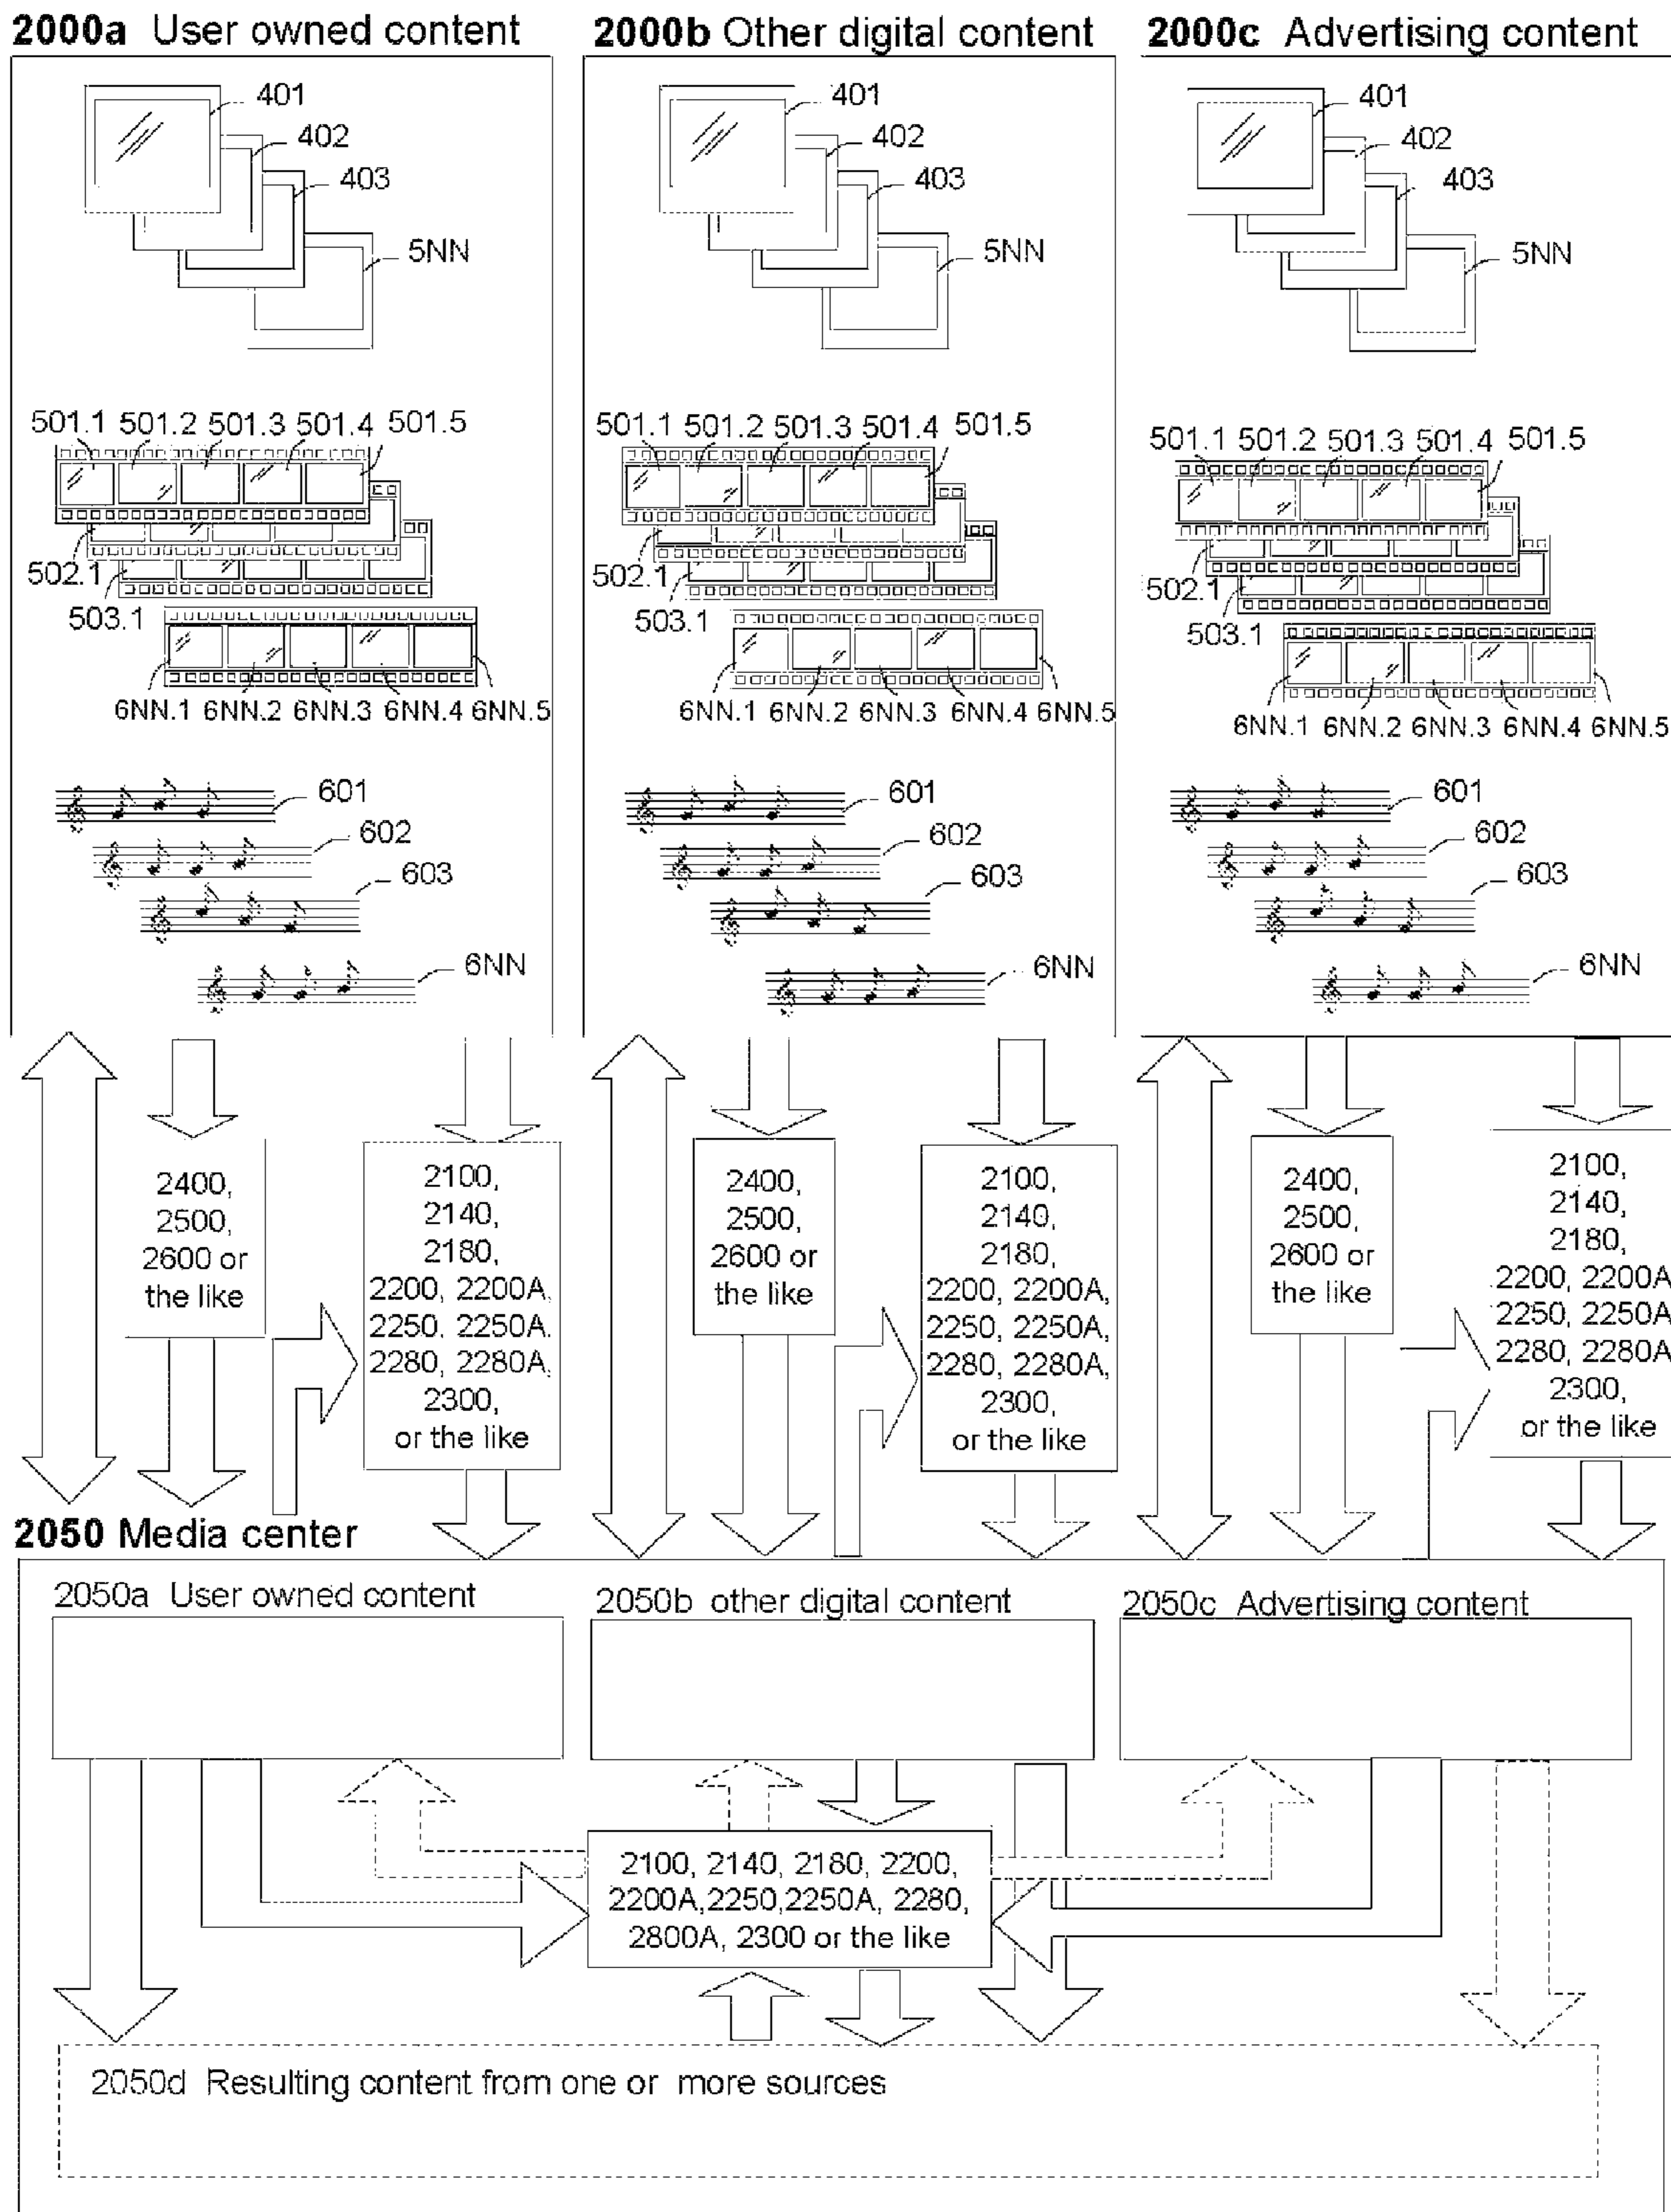 2000a User owned content
401
402
403
5NN
501.1 501.2 501.3 501.4 501.5
502.1
503.1
6NN.1 6NN.2 6NN.3 6NN.4 6NN.5
601
602
603
6NN
2000b Other digital content
401
402
403
5NN
501.1 501.2 501.3 501.4 501.5
502.1
503.1
6NN.1 6NN.2 6NN.3 6NN.4 6NN.5
601
602
603
6NN
2000c Advertising content
401
402
403
5NN
501.1 501.2 501.3 501.4 501.5
502.1
503.1
6NN.1 6NN.2 6NN.3 6NN.4 6NN.5
601
602
603
6NN
2400,
2500,
2600 or
the like
2100,
2140,
2180,
2200, 2200A,
2250, 2250A,
2280, 2280A,
2300,
or the like
2400,
2500,
2600 or
the like
2100,
2140,
2180,
2200, 2200A,
2250, 2250A,
2280, 2280A,
2300,
or the like
2400,
2500,
2600 or
the like
2100,
2140,
2180,
2200, 2200A
2250, 2250A
2280, 2280A
2300,
or the like
2050 Media center
2050a User owned content
2050b other digital content
2050c Advertising content
2100, 2140, 2180, 2200,
2200A,2250,2250A, 2280,
2800A, 2300 or the like
2050d Resulting content from one or more sources